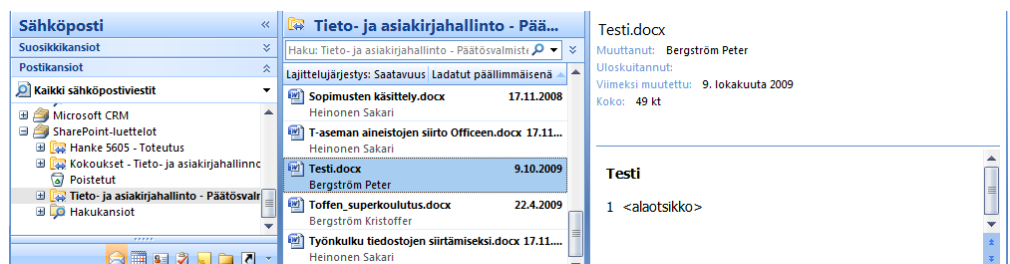 Sähköposti
Suosikkikansiot
Postikansiot
Kaikki sähköpostiviestit
Microsoft CRM
SharePoint-luettelot
Hanke 5605 - Toteutus
Kokoukset - Tieto- ja asiakirjahallinnc
Poistetut
Tieto- ja asiakirjahallinto - Päätösvalr
Hakukansiot
Tieto- ja asiakirjahallinto - Pää...
Haku: Tieto- ja asiakirjahallinto - Päätösvalmiste
Lajittelujärjestys: Saatavuus Ladatut päällimmäisenä
Sopimusten käsittely.docx 17.11.2008
Heinonen Sakari
T-aseman aineistojen siirto Officeen.docx 17.11...
Heinonen Sakari
Testi.docx 9.10.2009
Bergström Peter
Toffen_superkoulutus.docx 22.4.2009
Bergström Kristoffer
Työnkulku tiedostojen siirtämiseksi.docx 17.11....
Heinonen Sakari
Testi.docx
Muuttanut: Bergström Peter
Uloskuitannut:
Viimeksi muutettu: 9. lokakuuta 2009
Koko: 49 kt
Testi
1 <alaotsikko>